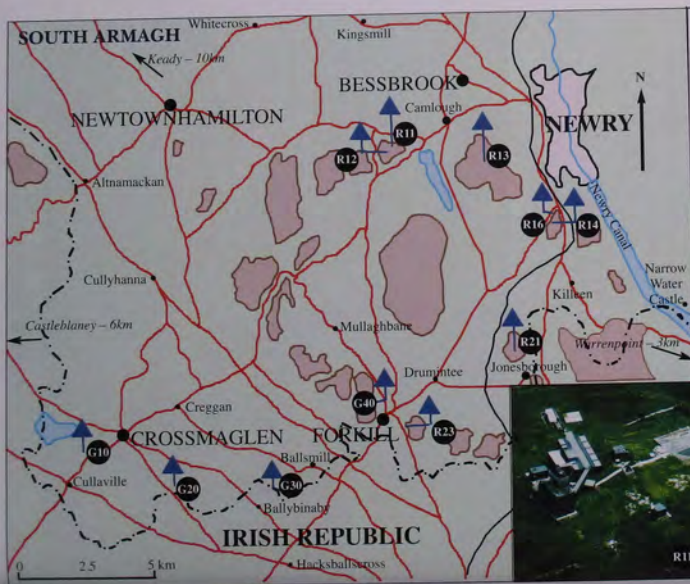 SOUTH ARMAGH
Whitecross
Kingsmill
Keady – 10km
BESSBROOK
N
NEWTOWNHAMILTON
Camlough
NEWRY
R11
R12
R13
Altnamackan
Newry Canal
R16
R14
Cullyhanna
Narrow
Water
Castle
Killeen
Castleblaney – 6km
Mullaghbane
R21
Warrenpoint – 3km
Drumintee
Jonesborough
G40
Creggan
R23
CROSSMAGLEN
FORKILL
G10
Ballsmill
G20
G30
Cullaville
Ballybinaby
IRISH REPUBLIC
R11
0
2.5
5 km
Hacksballscross